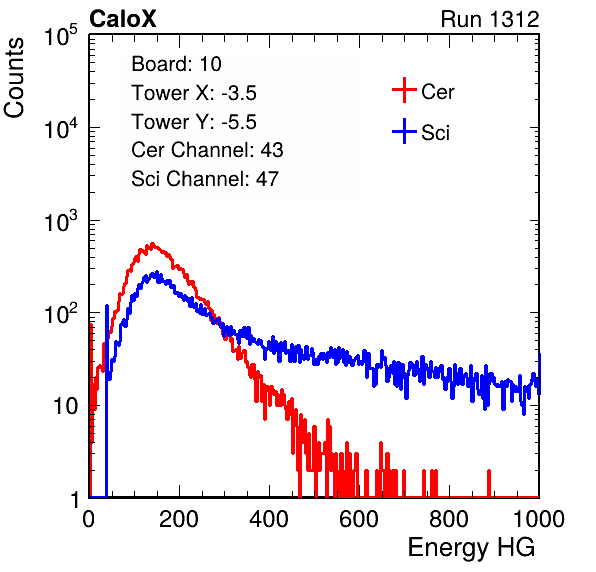 CaloX Run 1312
Counts
Board: 10
Tower X: -3.5
Tower Y: -5.5
Cer Channel: 43
Sci Channel: 47
Cer
Sci
10^5
10^4
10^3
10^2
10
1
0 200 400 600 800 1000
Energy HG